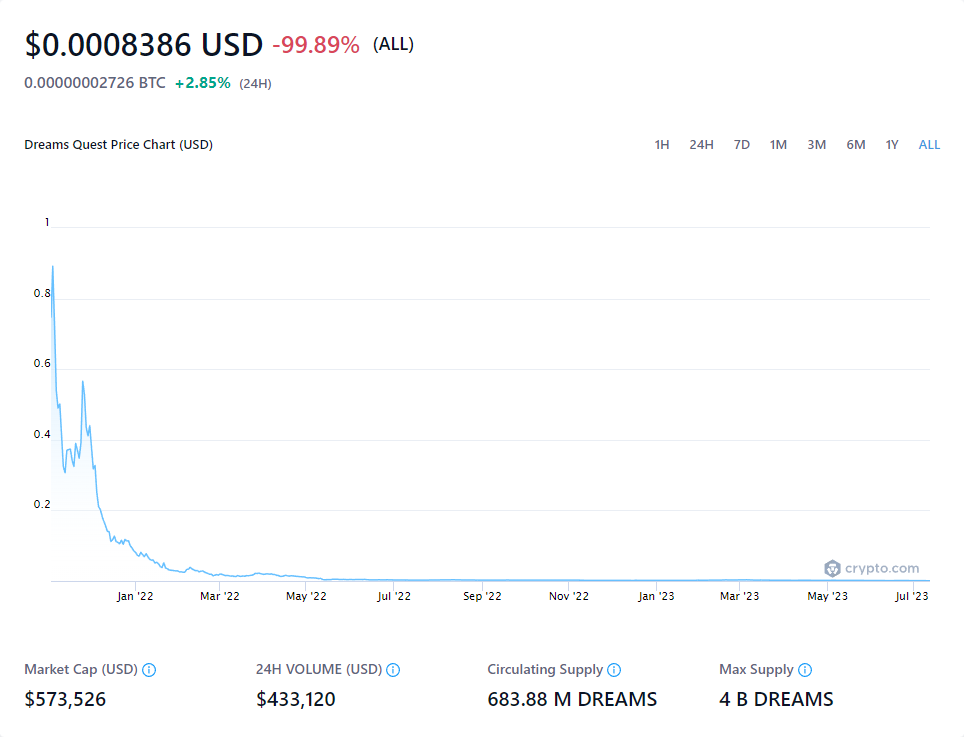 $0.0008386 USD -99.89% (ALL)
0.00000002726 BTC +2.85% (24H)
Dreams Quest Price Chart (USD) 1H 24H 7D 1M 3M 6M 1Y ALL
1
0.8
0.6
0.4
0.2
crypto.com
Jan '22 Mar '22 May '22 Jul '22 Sep '22 Nov '22 Jan '23 Mar '23 May '23 Jul '23
Market Cap (USD) 24H VOLUME (USD) Circulating Supply Max Supply
$573,526 $433,120 683.88 M DREAMS 4 B DREAMS